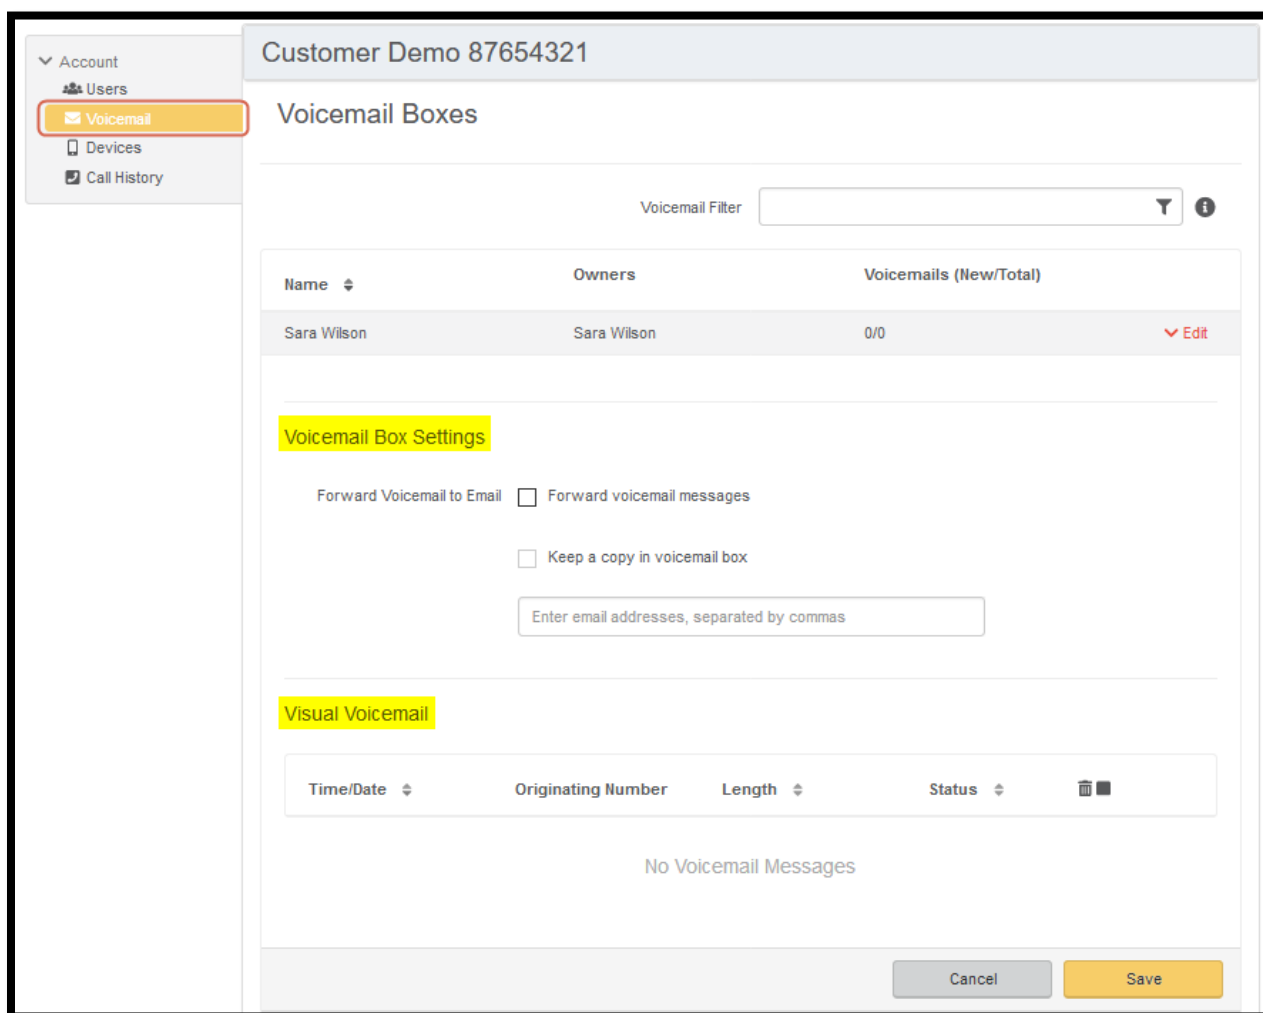 Account
Users
Voicemail
Devices
Call History
Customer Demo 87654321
Voicemail Boxes
Voicemail Filter
Name Owners Voicemails (New/Total)
Sara Wilson Sara Wilson 0/0 Edit
Voicemail Box Settings
Forward Voicemail to Email Forward voicemail messages
Keep a copy in voicemail box
Enter email addresses, separated by commas
Visual Voicemail
Time/Date Originating Number Length Status
No Voicemail Messages
Cancel Save